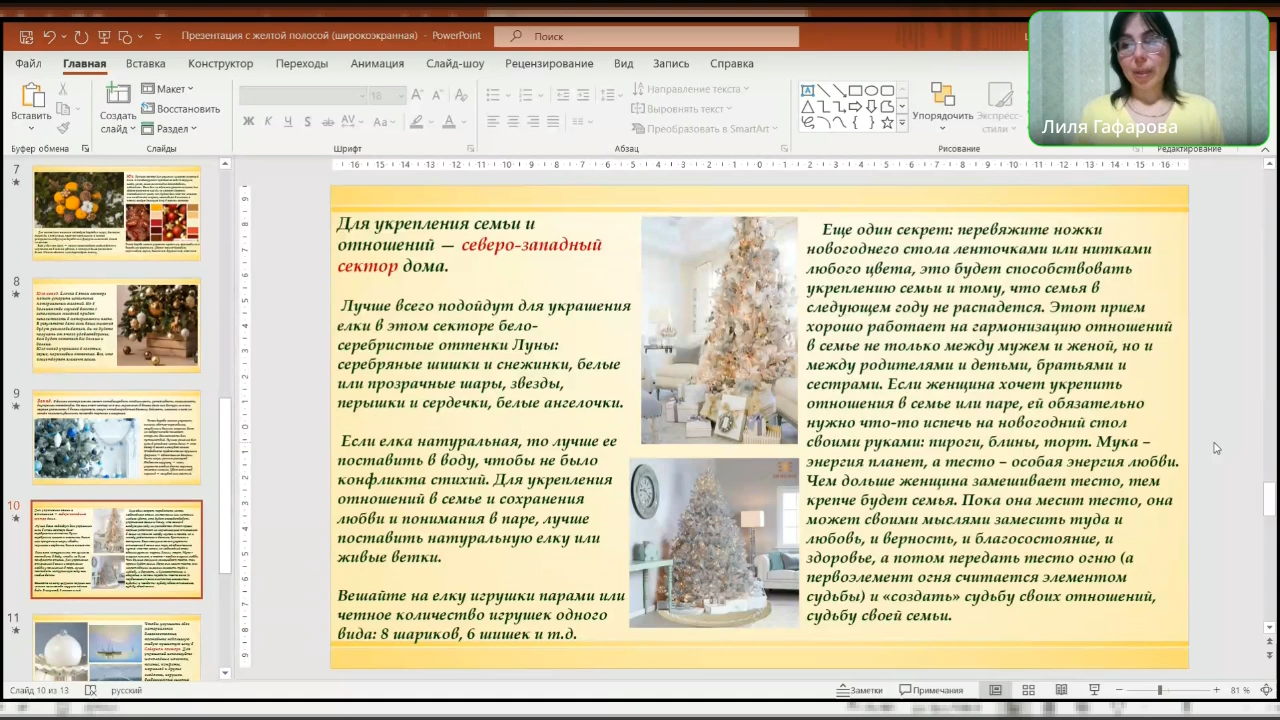 Презентация с желтой полосой (широкоэкранная) - PowerPoint
Поиск
Файл Главная Вставка Конструктор Переходы Анимация Слайд-шоу Рецензирование Вид Запись Справка
Вставить
Буфер обмена
Создать слайд
Макет
Восстановить
Раздел
Слайды
18
Ж К Ч S
Aa
Шрифт
Направление текста
Выровнять текст
Преобразовать в SmartArt
Абзац
Упорядочить
Экспресс-стили
Рисование
Редактирование
Лиля Гафарова
7
8
9
10
11
Для укрепления семьи и
отношений — северо-западный
сектор дома.
Лучше всего подойдут для украшения
елки в этом секторе белые,
серебристые оттенки луны:
серебряные шишки и снежинки, белые
или прозрачные шары, звезды,
Если елка натуральная, то лучше не
ставить в воду, чтобы не было
конфликта стихий. Для укрепления
отношений в семье и сохранения
любви и гармонии в паре, лучше
поставить натуральную елку или
живые ветки.
Вешайте на елку игрушки парами или
четное количество игрушек одного
вида: 8 шариков, 6 шишек и т.д.
Еще один секрет: перевяжите ножки
новогоднего стола ленточками или нитками
любого цвета, это будет способствовать
укреплению семьи и тому, что семья в
следующем году не распадется. Этот прием
хорошо работает на гармонизацию отношений
в семье не только между мужем и женой, но и
между родителями и детьми, братьями и
сестрами. Если женщина хочет укрепить
отношения в семье или паре, ей обязательно
нужно что-то испечь на новогодний стол
своими руками: пироги, блины, торт. Мука –
энергия планет, а тесто – особая энергия любви.
Чем дольше женщина замешивает тесто, тем
крепче будет семья. Пока она месит тесто, она
может своими мыслями занести туда и
любовь, и верность, и благосостояние, и
здоровье, потом передать тесто огню (а
первоэлемент огня считается элементом
судьбы) и «создать» судьбу своих отношений,
судьбу своей семьи.
Слайд 10 из 13
русский
Заметки
Примечания
81 %